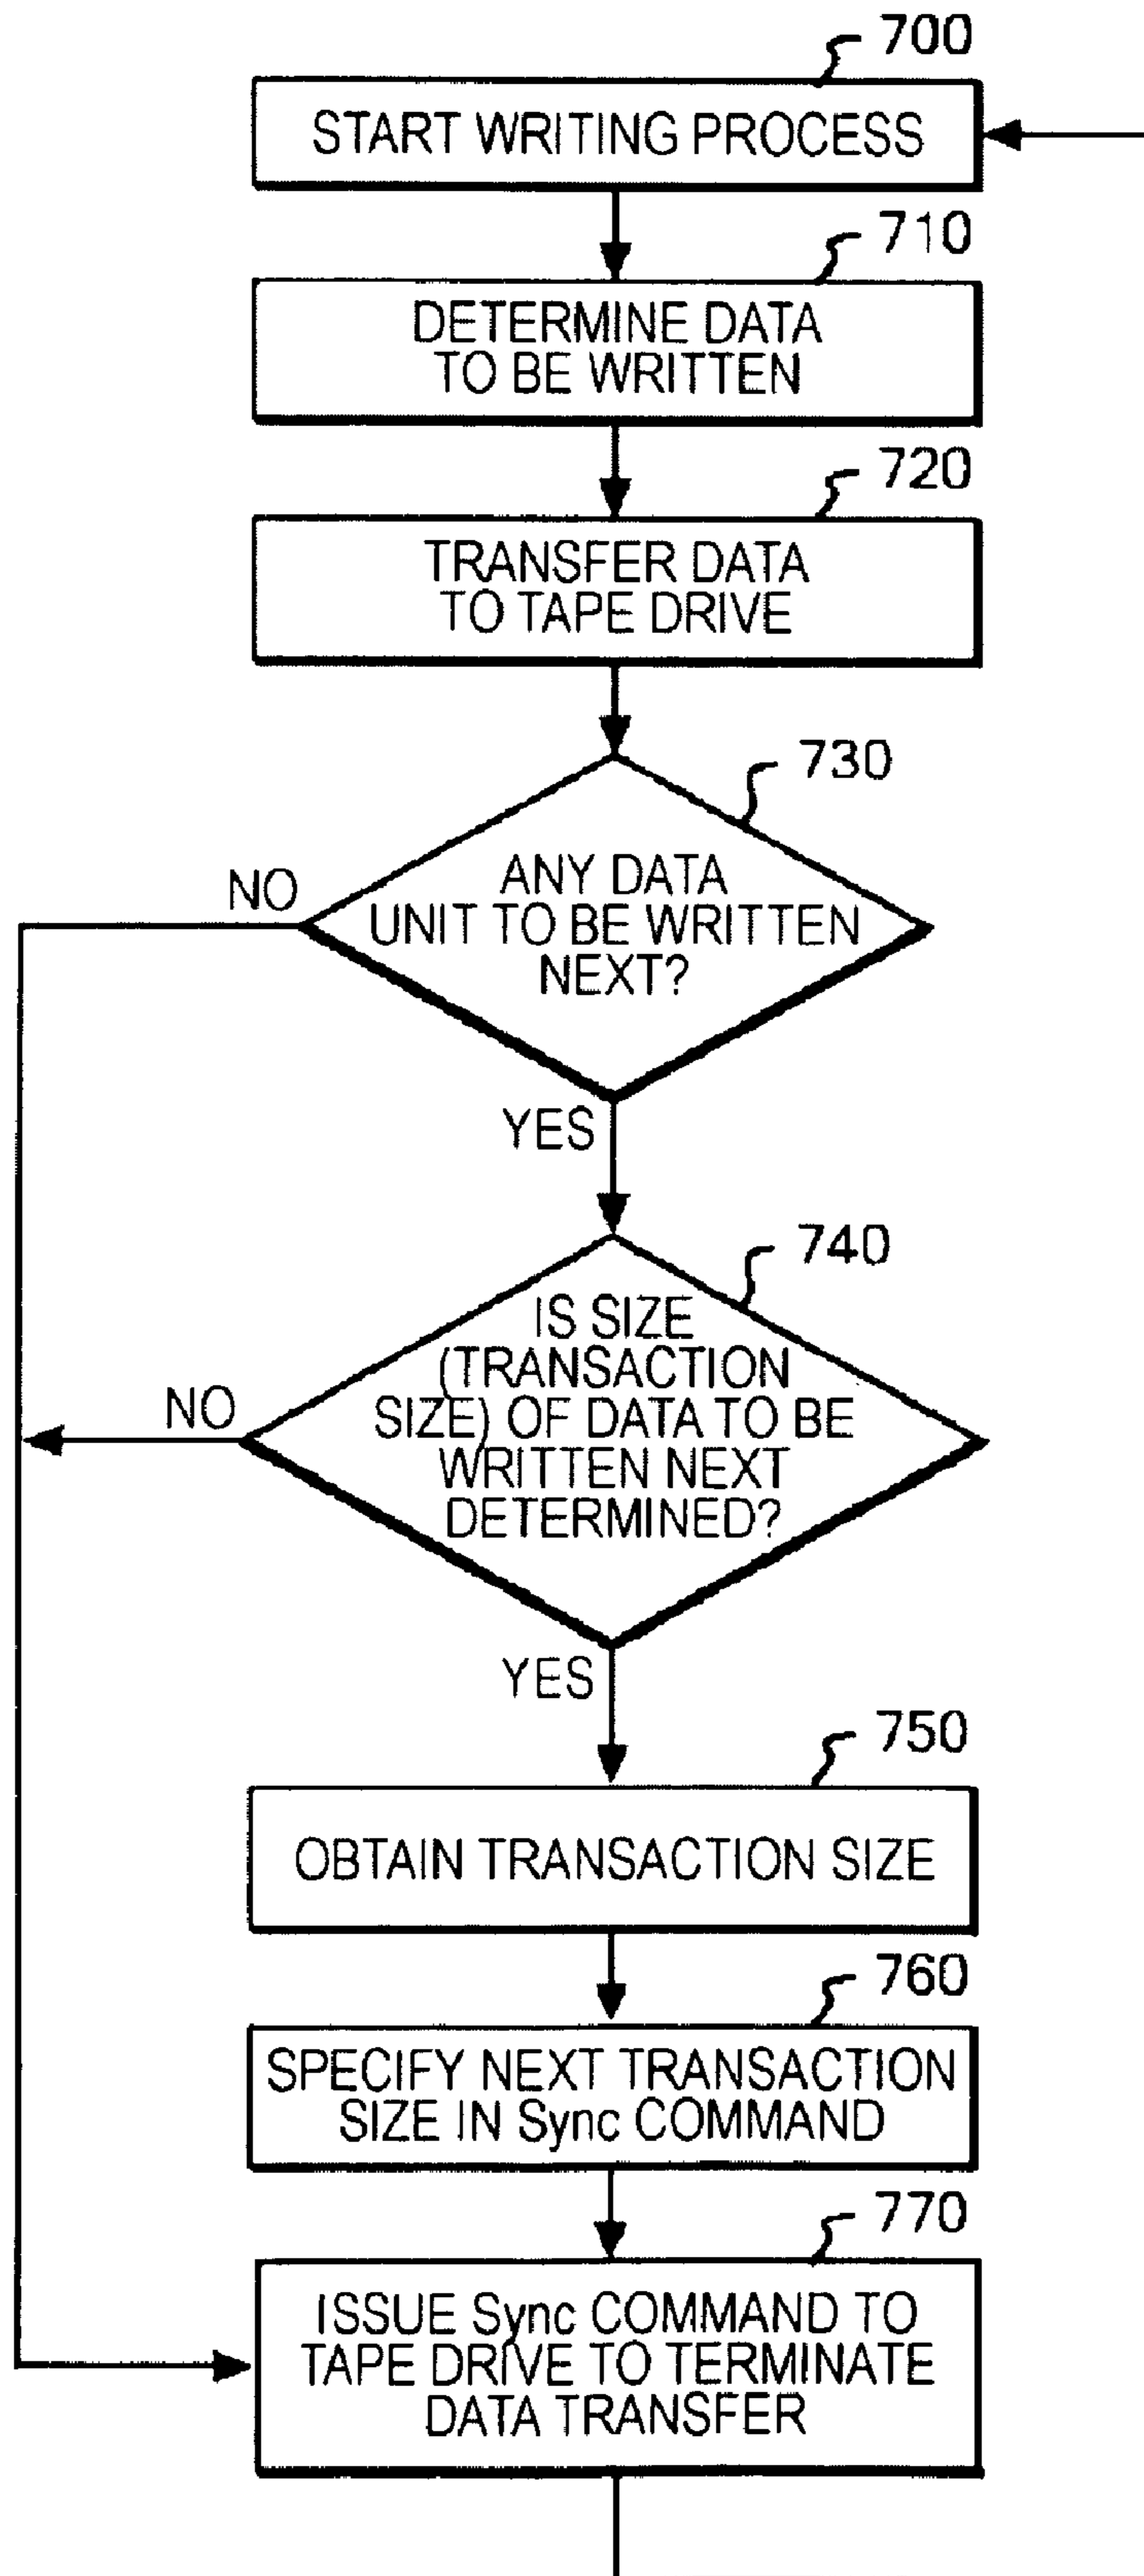 700
START WRITING PROCESS
710
DETERMINE DATA
TO BE WRITTEN
720
TRANSFER DATA
TO TAPE DRIVE
730
ANY DATA
UNIT TO BE WRITTEN
NEXT?
NO
YES
740
IS SIZE
(TRANSACTION
SIZE) OF DATA TO BE
WRITTEN NEXT
DETERMINED?
NO
YES
750
OBTAIN TRANSACTION SIZE
760
SPECIFY NEXT TRANSACTION
SIZE IN Sync COMMAND
770
ISSUE Sync COMMAND TO
TAPE DRIVE TO TERMINATE
DATA TRANSFER